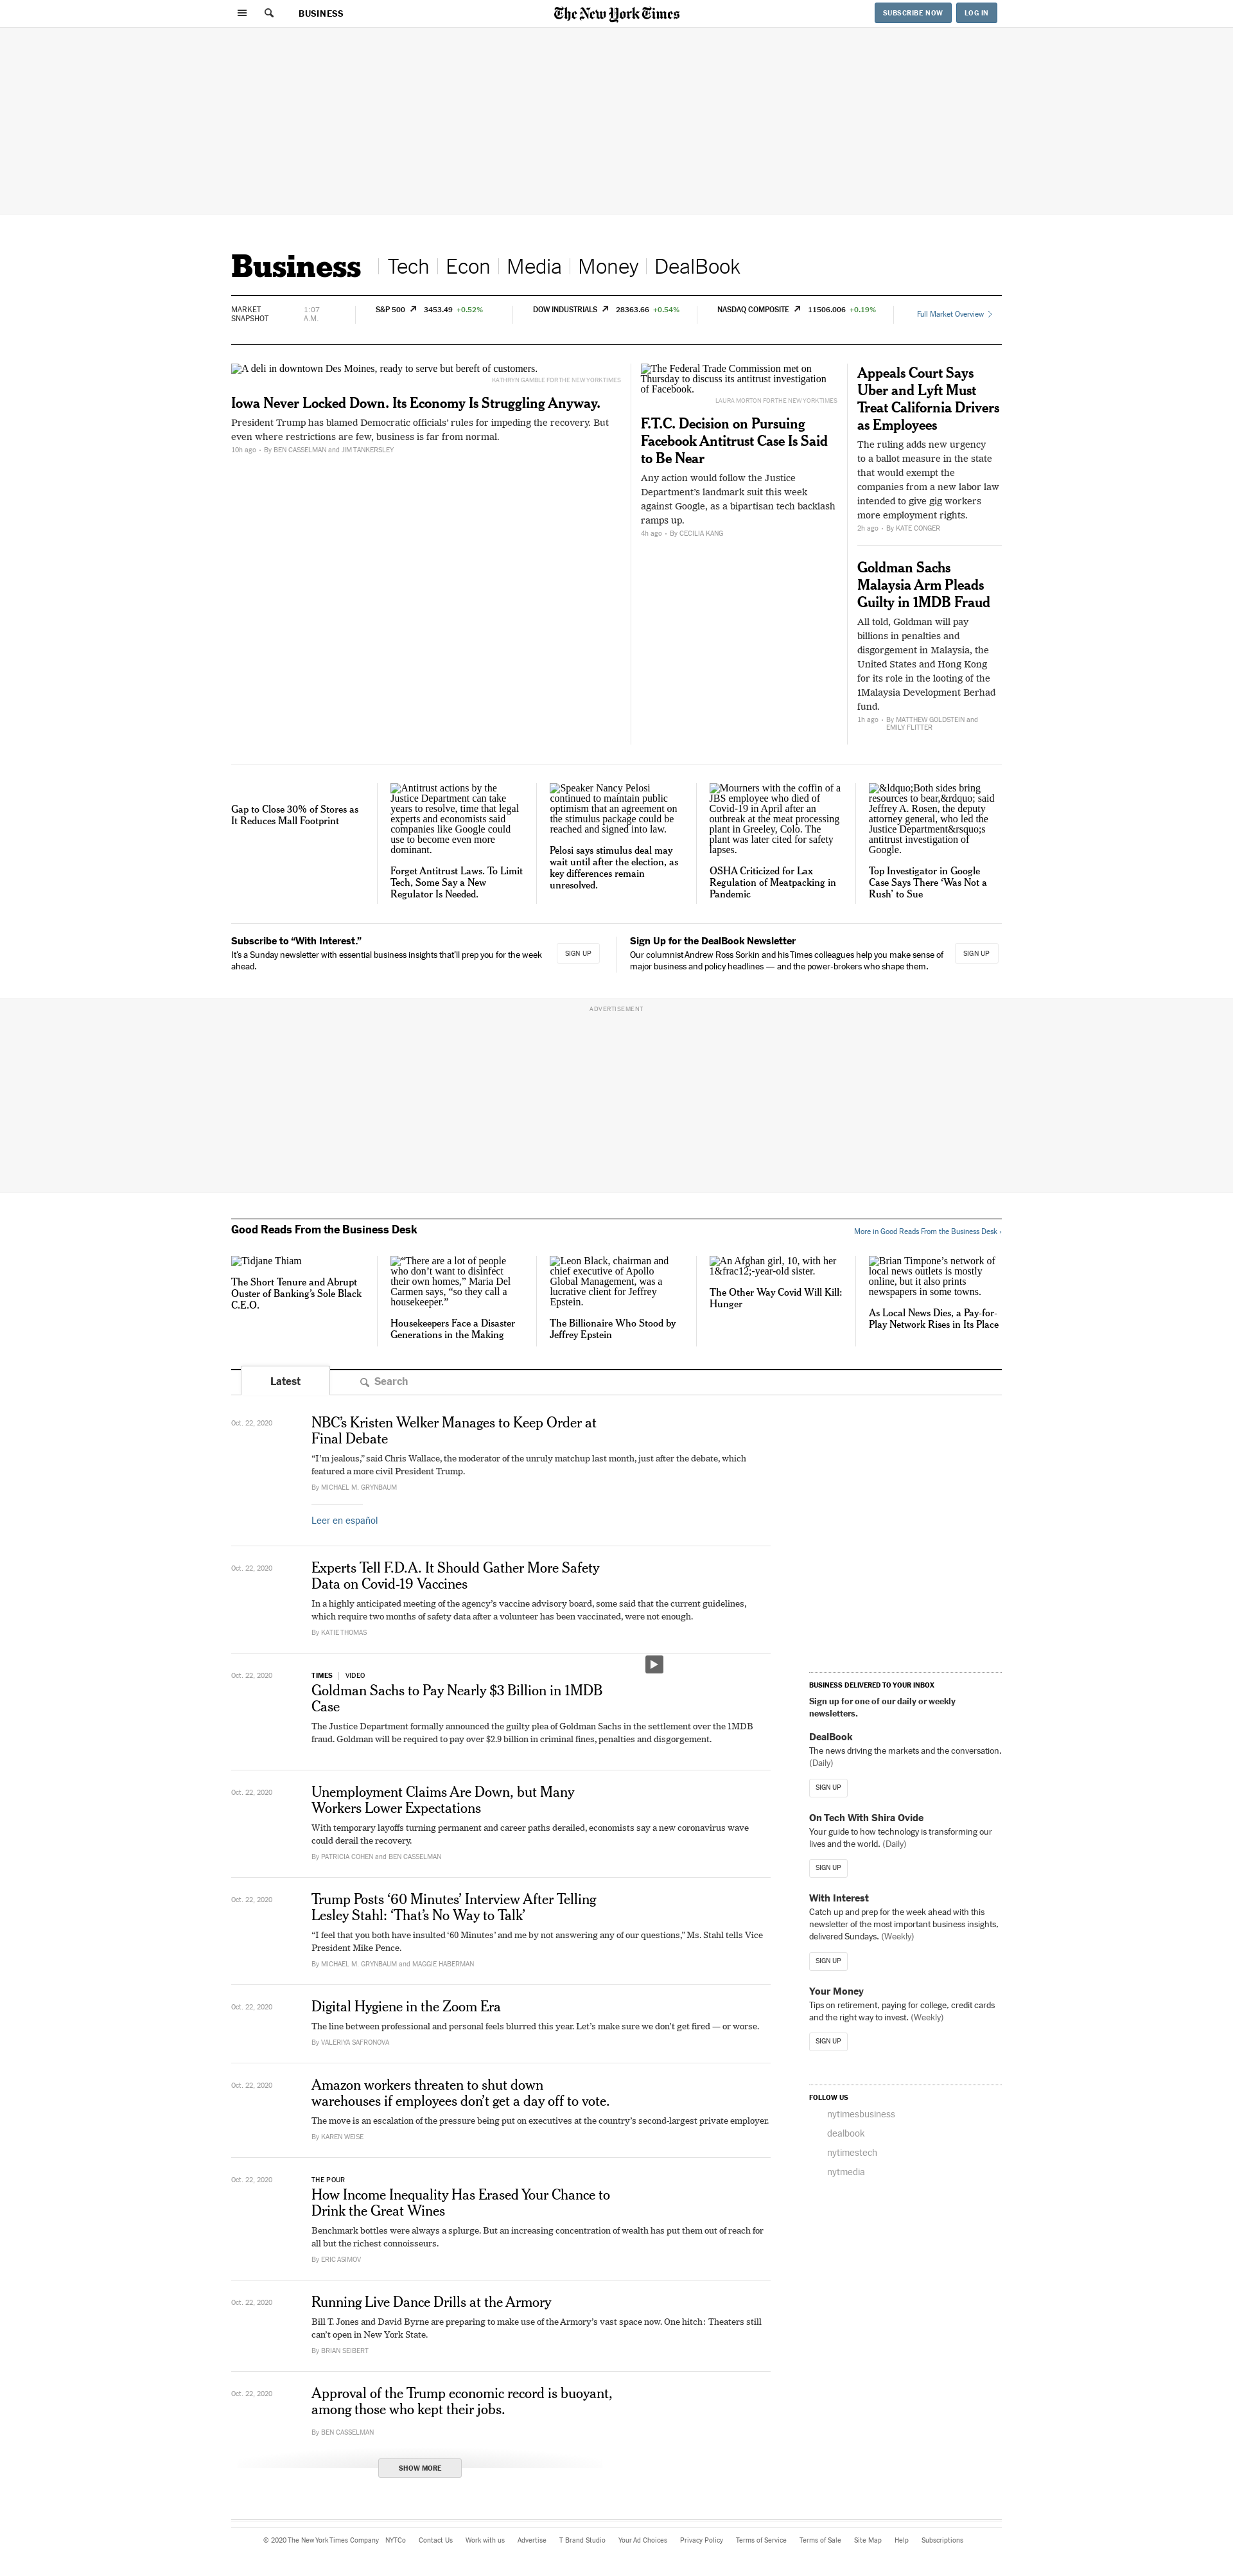 BUSINESS
The New York Times
SUBSCRIBE NOW
LOG IN
Business
Tech
Econ
Media
Money
DealBook
MARKET
SNAPSHOT
1:07
A.M.
S&P 500 3453.49 +0.52%
DOW INDUSTRIALS 28363.66 +0.54%
NASDAQ COMPOSITE 11506.006 +0.19%
Full Market Overview
A deli in downtown Des Moines, ready to serve but bereft of customers.
KATHRYN GAMBLE FOR THE NEW YORK TIMES
Iowa Never Locked Down. Its Economy Is Struggling Anyway.
President Trump has blamed Democratic officials’ rules for impeding the recovery. But
even where restrictions are few, business is far from normal.
10h ago • By BEN CASSELMAN and JIM TANKERSLEY
The Federal Trade Commission met on
Thursday to discuss its antitrust investigation
of Facebook.
LAURA MORTON FOR THE NEW YORK TIMES
F.T.C. Decision on Pursuing
Facebook Antitrust Case Is Said
to Be Near
Any action would follow the Justice
Department’s landmark suit this week
against Google, as a bipartisan tech backlash
ramps up.
4h ago • By CECILIA KANG
Appeals Court Says
Uber and Lyft Must
Treat California Drivers
as Employees
The ruling adds new urgency
to a ballot measure in the state
that would exempt the
companies from a new labor law
intended to give gig workers
more employment rights.
2h ago • By KATE CONGER
Goldman Sachs
Malaysia Arm Pleads
Guilty in 1MDB Fraud
All told, Goldman will pay
billions in penalties and
disgorgement in Malaysia, the
United States and Hong Kong
for its role in the looting of the
1Malaysia Development Berhad
fund.
1h ago • By MATTHEW GOLDSTEIN and
EMILY FLITTER
Gap to Close 30% of Stores as
It Reduces Mall Footprint
Antitrust actions by the
Justice Department can take
years to resolve, time that legal
experts and economists said
companies like Google could
use to become even more
dominant.
Forget Antitrust Laws. To Limit
Tech, Some Say a New
Regulator Is Needed.
Speaker Nancy Pelosi
continued to maintain public
optimism that an agreement on
the stimulus package could be
reached and signed into law.
Pelosi says stimulus deal may
wait until after the election, as
key differences remain
unresolved.
Mourners with the coffin of a
JBS employee who died of
Covid-19 in April after an
outbreak at the meat processing
plant in Greeley, Colo. The
plant was later cited for safety
lapses.
OSHA Criticized for Lax
Regulation of Meatpacking in
Pandemic
&ldquo;Both sides bring
resources to bear,&rdquo; said
Jeffrey A. Rosen, the deputy
attorney general, who led the
Justice Department&rsquo;s
antitrust investigation of
Google.
Top Investigator in Google
Case Says There ‘Was Not a
Rush’ to Sue
Subscribe to “With Interest.”
It’s a Sunday newsletter with essential business insights that’ll prep you for the week
ahead.
SIGN UP
Sign Up for the DealBook Newsletter
Our columnist Andrew Ross Sorkin and his Times colleagues help you make sense of
major business and policy headlines — and the power-brokers who shape them.
SIGN UP
ADVERTISEMENT
Good Reads From the Business Desk
More in Good Reads From the Business Desk ›
Tidjane Thiam
The Short Tenure and Abrupt
Ouster of Banking’s Sole Black
C.E.O.
“There are a lot of people
who don’t want to disinfect
their own homes,” Maria Del
Carmen says, “so they call a
housekeeper.”
Housekeepers Face a Disaster
Generations in the Making
Leon Black, chairman and
chief executive of Apollo
Global Management, was a
lucrative client for Jeffrey
Epstein.
The Billionaire Who Stood by
Jeffrey Epstein
An Afghan girl, 10, with her
1&frac12;-year-old sister.
The Other Way Covid Will Kill:
Hunger
Brian Timpone’s network of
local news outlets is mostly
online, but it also prints
newspapers in some towns.
As Local News Dies, a Pay-for-
Play Network Rises in Its Place
Latest
Search
Oct. 22, 2020
NBC’s Kristen Welker Manages to Keep Order at
Final Debate
“I’m jealous,” said Chris Wallace, the moderator of the unruly matchup last month, just after the debate, which
featured a more civil President Trump.
By MICHAEL M. GRYNBAUM
Leer en español
Oct. 22, 2020
Experts Tell F.D.A. It Should Gather More Safety
Data on Covid-19 Vaccines
In a highly anticipated meeting of the agency’s vaccine advisory board, some said that the current guidelines,
which require two months of safety data after a volunteer has been vaccinated, were not enough.
By KATIE THOMAS
Oct. 22, 2020
TIMES | VIDEO
Goldman Sachs to Pay Nearly $3 Billion in 1MDB
Case
The Justice Department formally announced the guilty plea of Goldman Sachs in the settlement over the 1MDB
fraud. Goldman will be required to pay over $2.9 billion in criminal fines, penalties and disgorgement.
Oct. 22, 2020
Unemployment Claims Are Down, but Many
Workers Lower Expectations
With temporary layoffs turning permanent and career paths derailed, economists say a new coronavirus wave
could derail the recovery.
By PATRICIA COHEN and BEN CASSELMAN
Oct. 22, 2020
Trump Posts ‘60 Minutes’ Interview After Telling
Lesley Stahl: ‘That’s No Way to Talk’
“I feel that you both have insulted ‘60 Minutes’ and me by not answering any of our questions,” Ms. Stahl tells Vice
President Mike Pence.
By MICHAEL M. GRYNBAUM and MAGGIE HABERMAN
Oct. 22, 2020
Digital Hygiene in the Zoom Era
The line between professional and personal feels blurred this year. Let’s make sure we don’t get fired — or worse.
By VALERIYA SAFRONOVA
Oct. 22, 2020
Amazon workers threaten to shut down
warehouses if employees don’t get a day off to vote.
The move is an escalation of the pressure being put on executives at the country’s second-largest private employer.
By KAREN WEISE
Oct. 22, 2020
THE POUR
How Income Inequality Has Erased Your Chance to
Drink the Great Wines
Benchmark bottles were always a splurge. But an increasing concentration of wealth has put them out of reach for
all but the richest connoisseurs.
By ERIC ASIMOV
Oct. 22, 2020
Running Live Dance Drills at the Armory
Bill T. Jones and David Byrne are preparing to make use of the Armory’s vast space now. One hitch: Theaters still
can’t open in New York State.
By BRIAN SEIBERT
Oct. 22, 2020
Approval of the Trump economic record is buoyant,
among those who kept their jobs.
By BEN CASSELMAN
SHOW MORE
BUSINESS DELIVERED TO YOUR INBOX
Sign up for one of our daily or weekly
newsletters.
DealBook
The news driving the markets and the conversation.
(Daily)
SIGN UP
On Tech With Shira Ovide
Your guide to how technology is transforming our
lives and the world. (Daily)
SIGN UP
With Interest
Catch up and prep for the week ahead with this
newsletter of the most important business insights,
delivered Sundays. (Weekly)
SIGN UP
Your Money
Tips on retirement, paying for college, credit cards
and the right way to invest. (Weekly)
SIGN UP
FOLLOW US
nytimesbusiness
dealbook
nytimestech
nytmedia
© 2020 The New York Times Company NYTCo Contact Us Work with us Advertise T Brand Studio Your Ad Choices Privacy Policy Terms of Service Terms of Sale Site Map Help Subscriptions